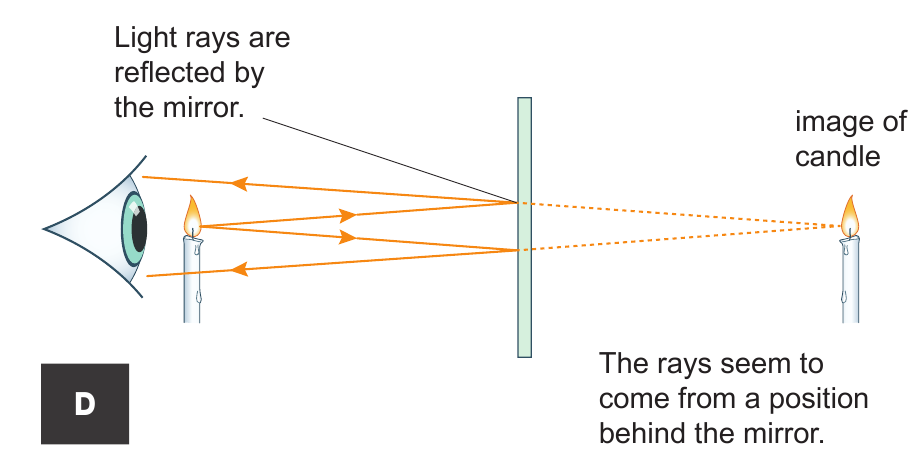 Light rays are
reflected by
the mirror.
image of
candle
The rays seem to
come from a position
behind the mirror.
D